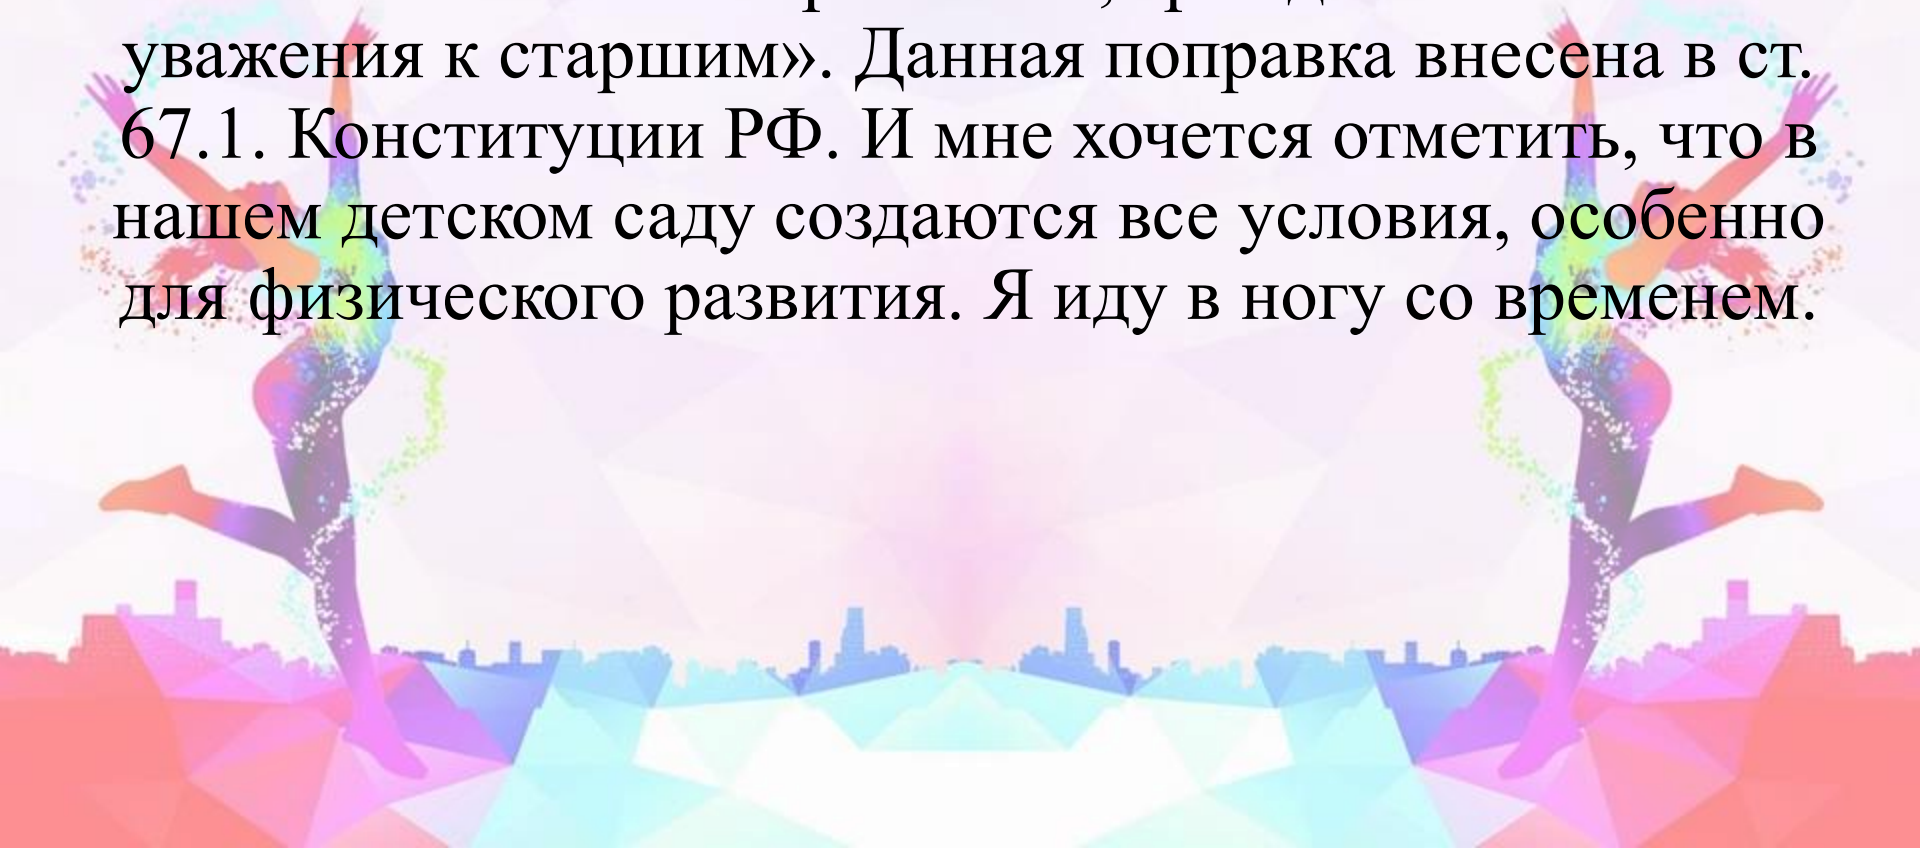 уважения к старшим». Данная поправка внесена в ст.
67.1. Конституции РФ. И мне хочется отметить, что в
нашем детском саду создаются все условия, особенно
для физического развития. Я иду в ногу со временем.